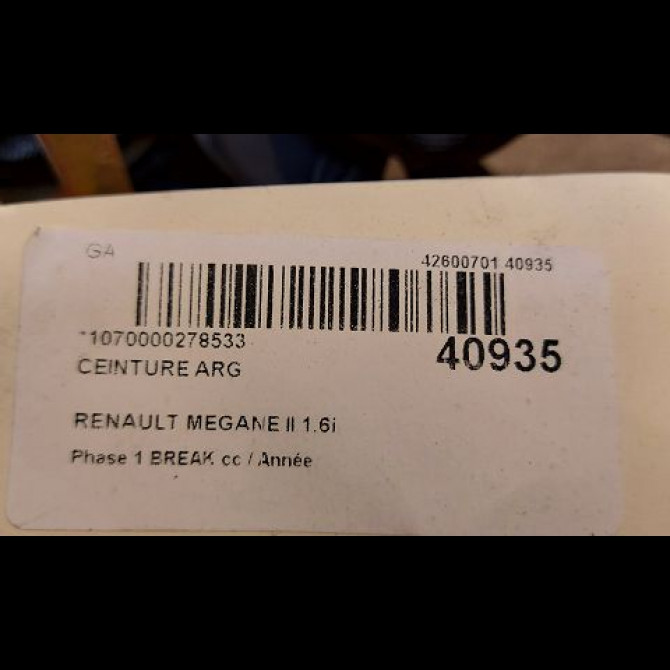 GA
42600701 40935
*1070000278533
40935
CEINTURE ARG
RENAULT MEGANE II 1.6i
Phase 1 BREAK cc / Année